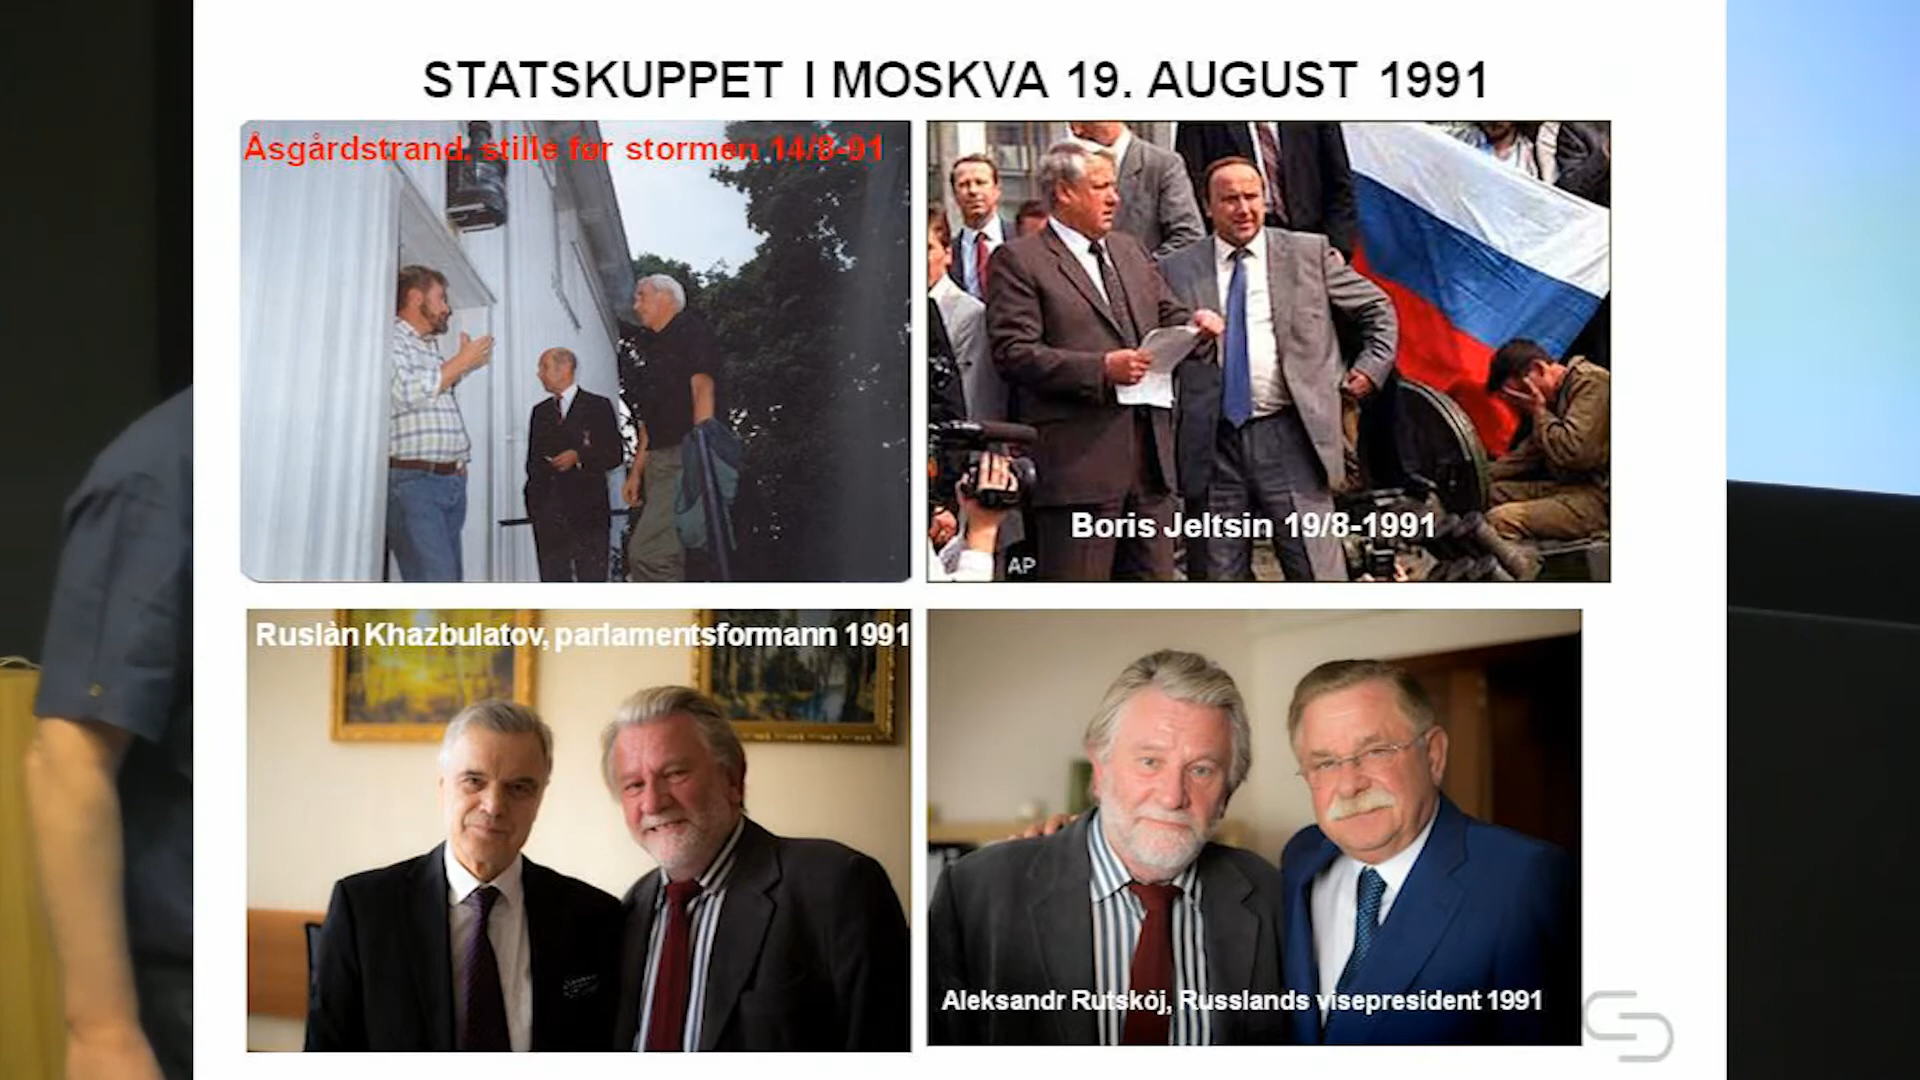 STATSKUPPET I MOSKVA 19. AUGUST 1991
Åsgårdstrand, stille før stormen 14/8-91
Boris Jeltsin 19/8-1991
AP
Ruslàn Khazbulatov, parlamentsformann 1991
Aleksandr Rutskòj, Russlands visepresident 1991